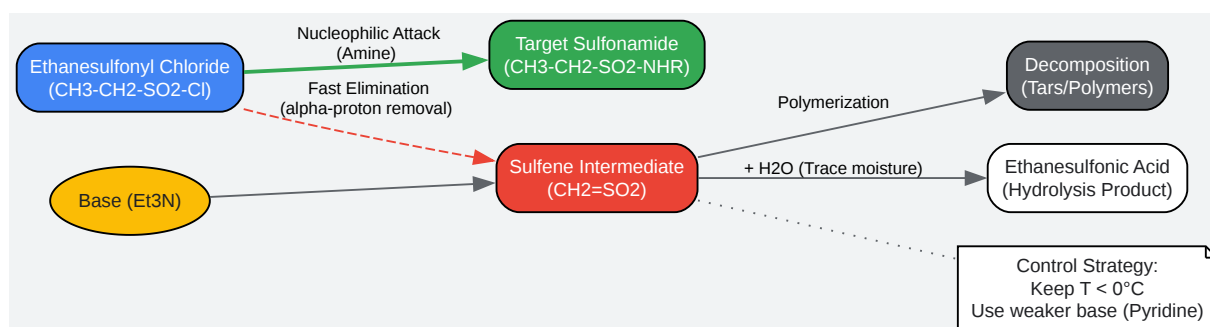 Ethanesulfonyl Chloride
(CH3-CH2-SO2-Cl)
Nucleophilic Attack
(Amine)
Fast Elimination
(alpha-proton removal)
Target Sulfonamide
(CH3-CH2-SO2-NHR)
Base (Et3N)
Sulfene Intermediate
(CH2=SO2)
Polymerization
+ H2O (Trace moisture)
Decomposition
(Tars/Polymers)
Ethanesulfonic Acid
(Hydrolysis Product)
Control Strategy:
Keep T < 0°C
Use weaker base (Pyridine)